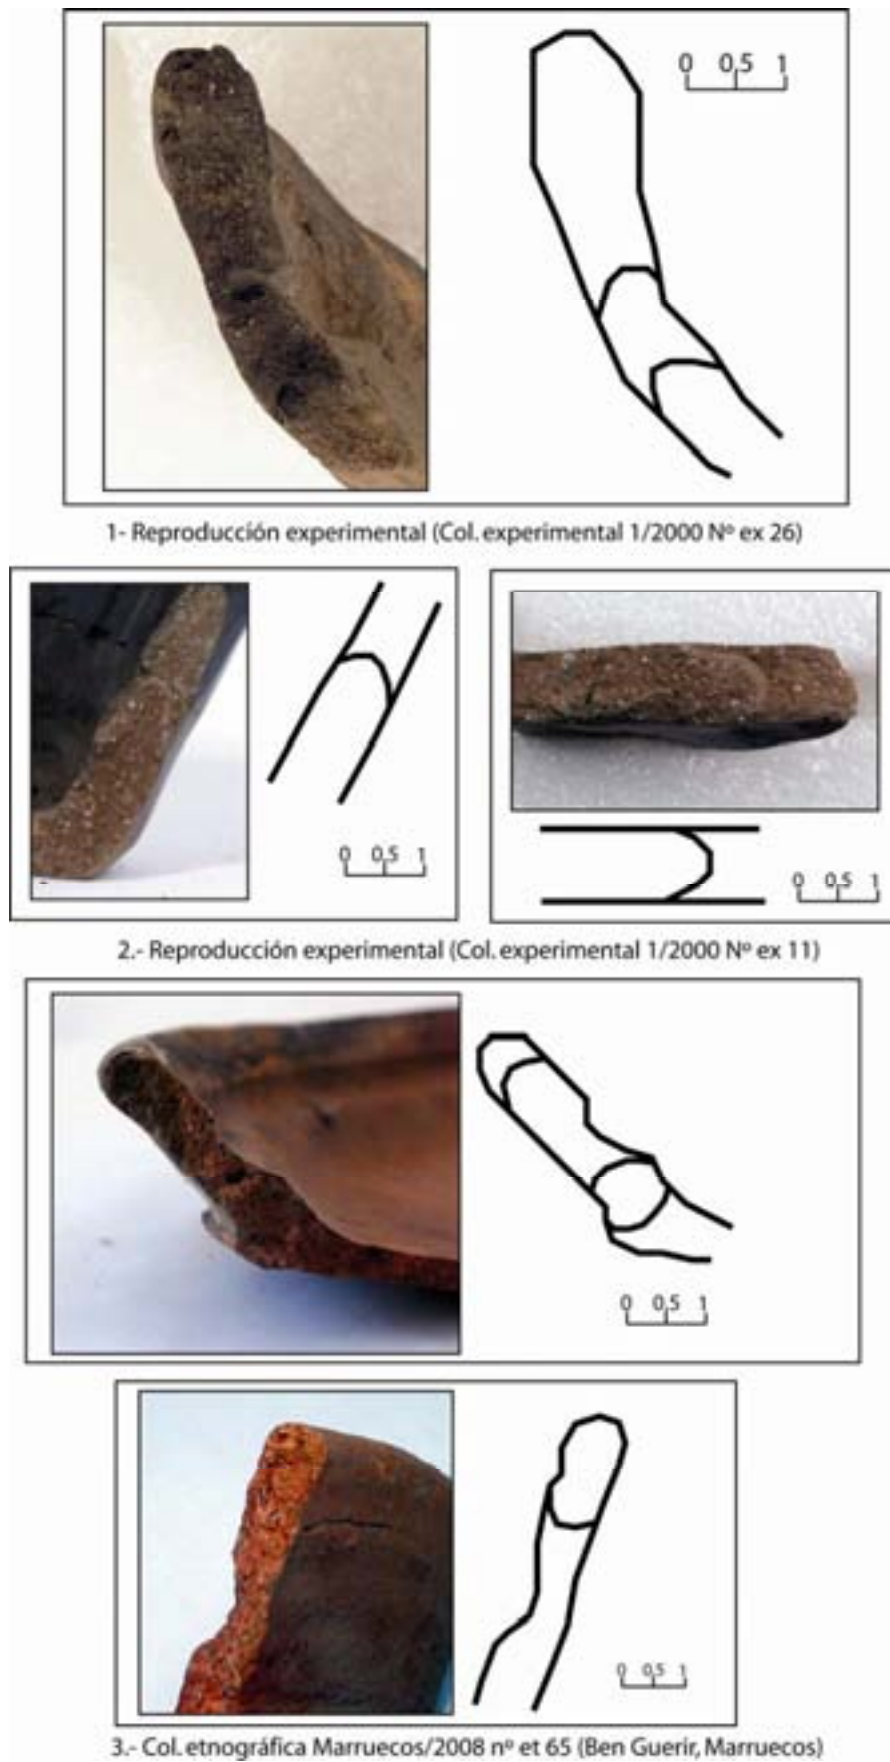 0 0,5 1
1- Reproducción experimental (Col. experimental 1/2000 Nº ex 26)
0 0,5 1
0 0,5 1
2.- Reproducción experimental (Col. experimental 1/2000 Nº ex 11)
0 0,5 1
0 0,5 1
3.- Col. etnográfica Marruecos/2008 nº et 65 (Ben Guerir, Marruecos)